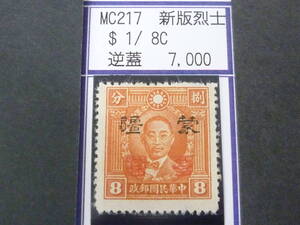 MC217 新版烈士
$ 1/ 8C
逆蓋 7,000
分 捌
疆 蒙
8 政郵國民華中 8